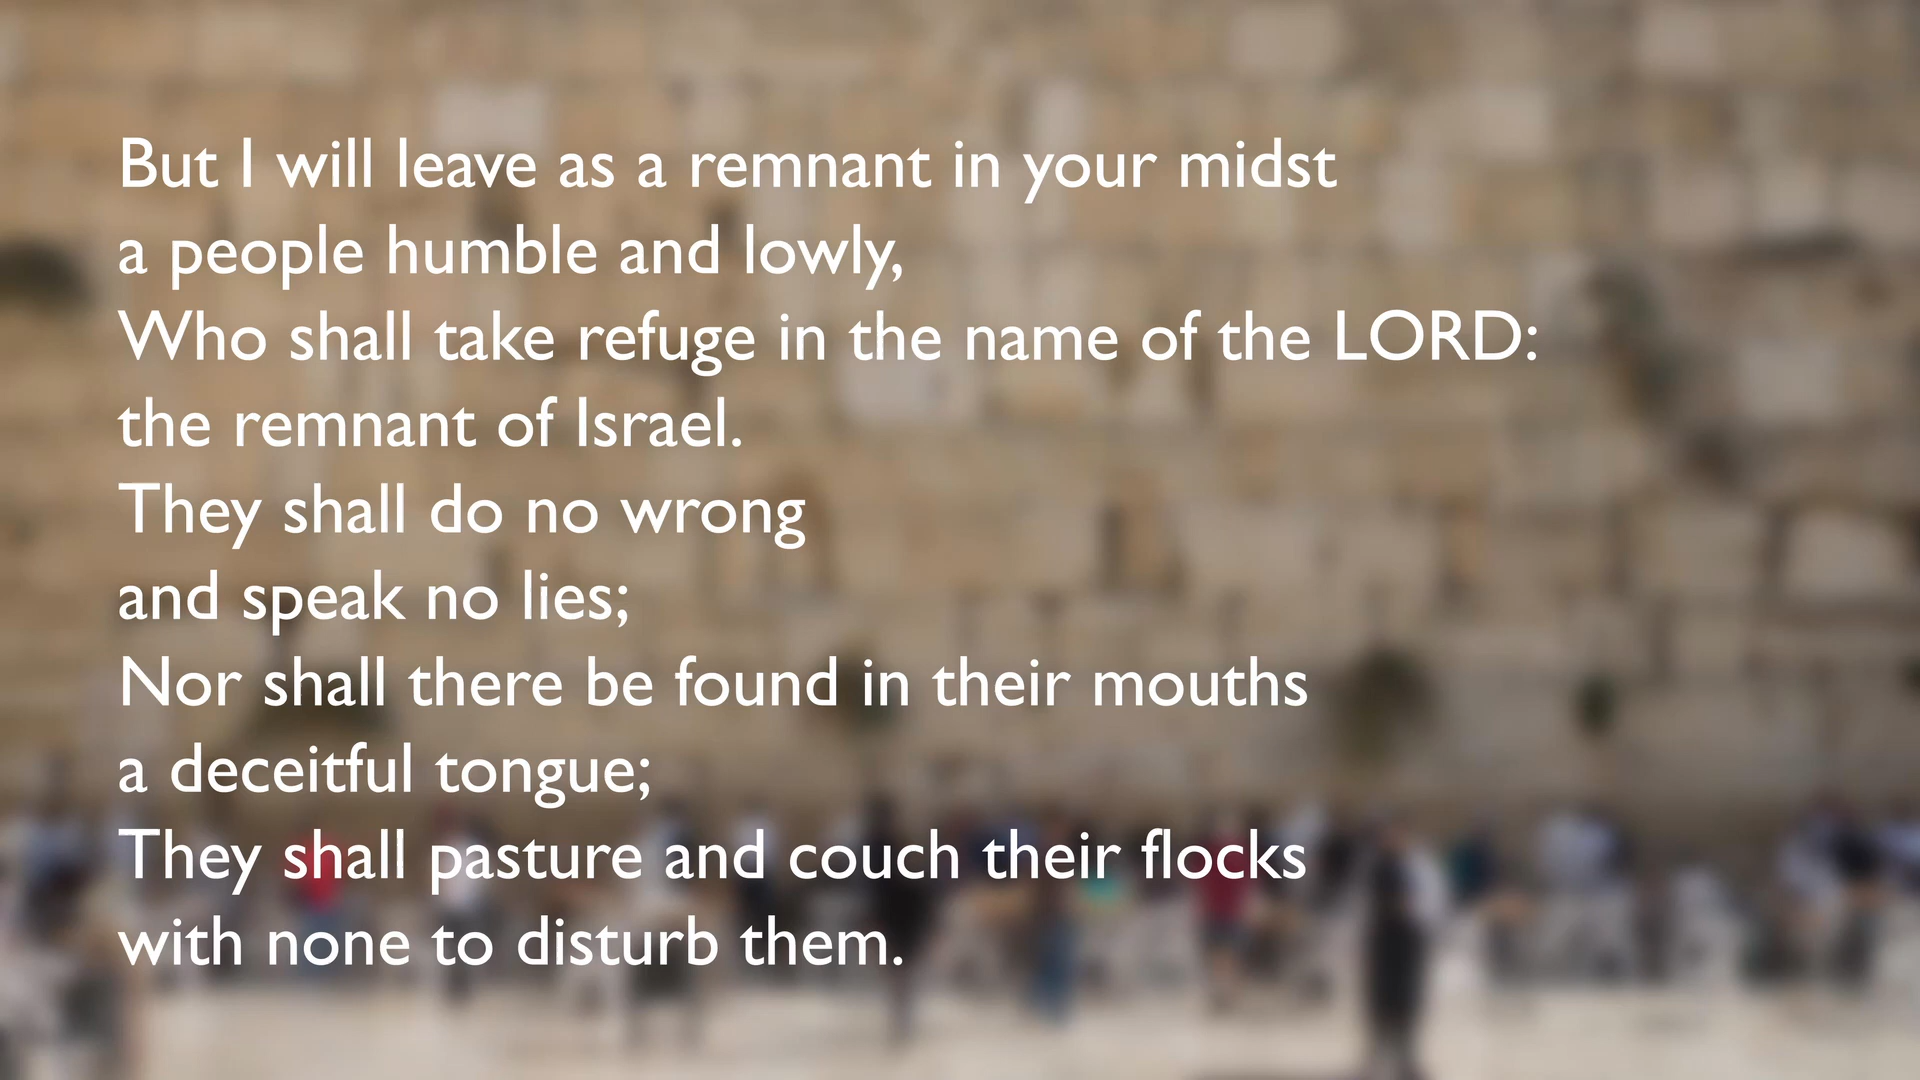 But I will leave as a remnant in your midst
a people humble and lowly,
Who shall take refuge in the name of the LORD:
the remnant of Israel.
They shall do no wrong
and speak no lies;
Nor shall there be found in their mouths
a deceitful tongue;
They shall pasture and couch their flocks
with none to disturb them.